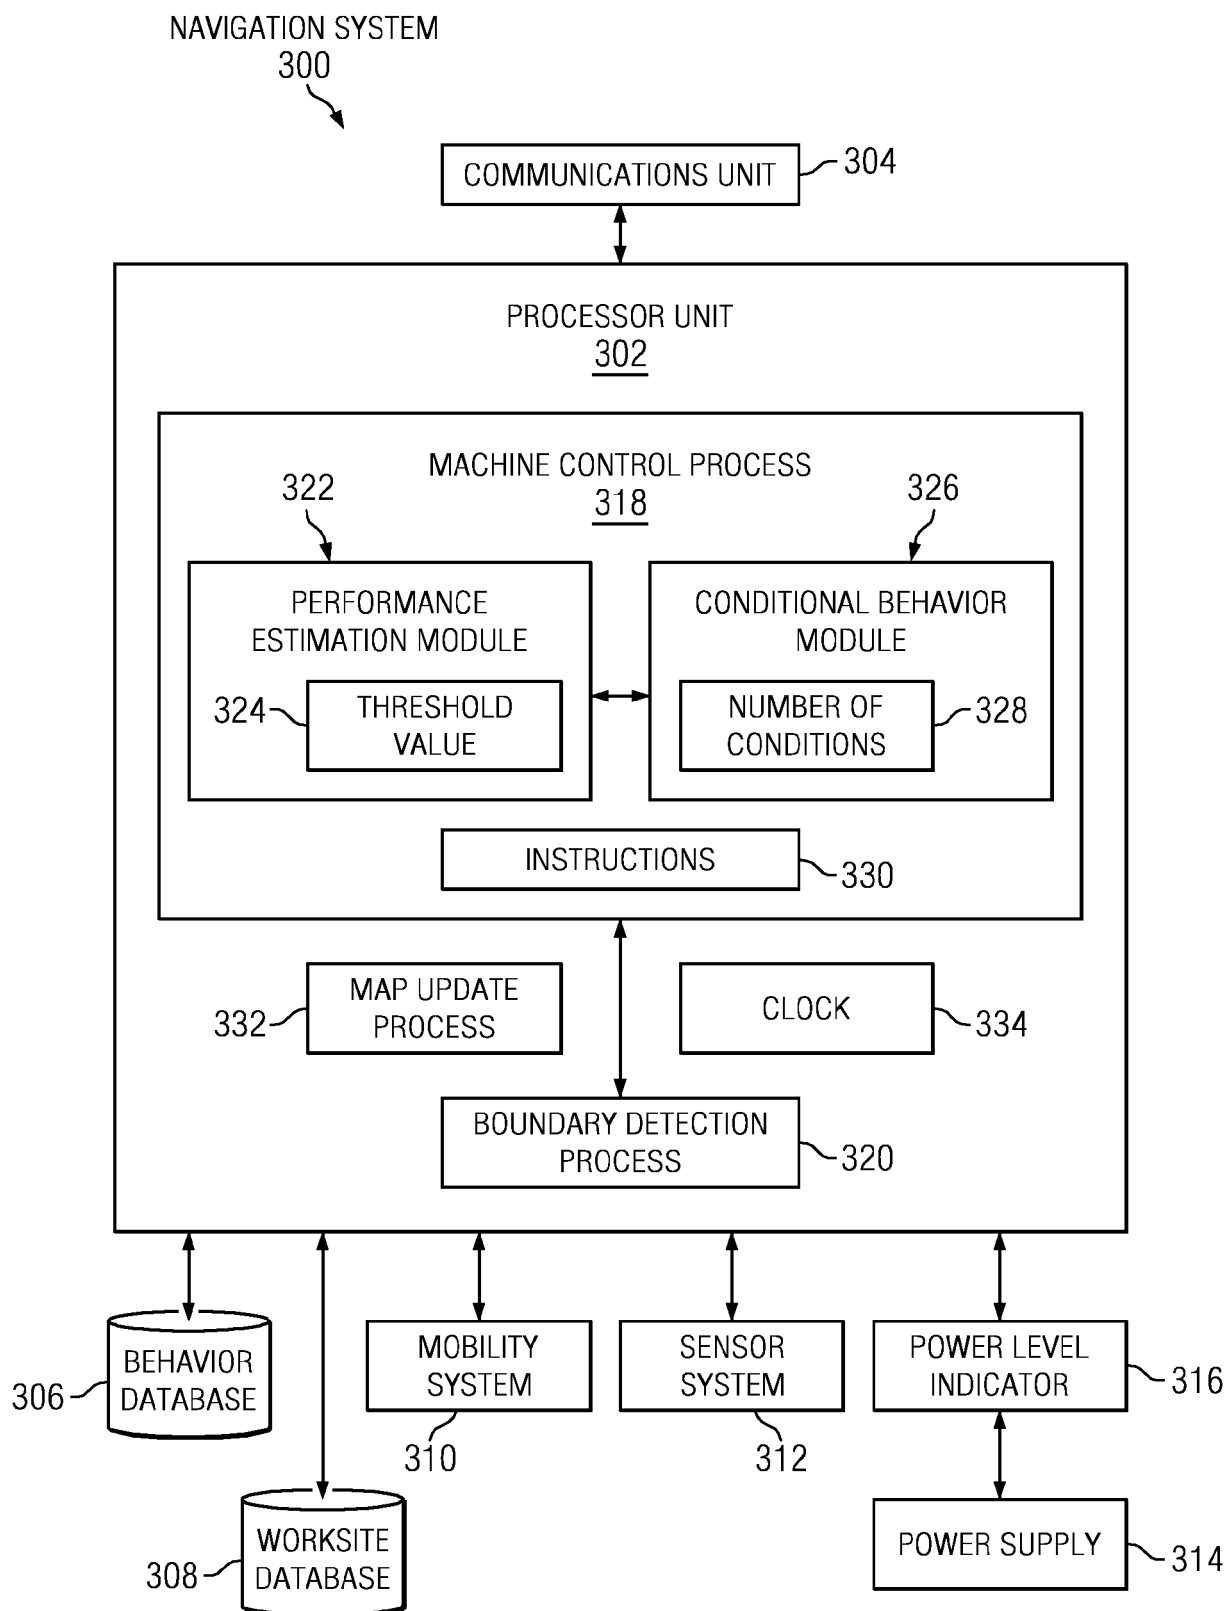 NAVIGATION SYSTEM
300
COMMUNICATIONS UNIT
304
PROCESSOR UNIT
302
MACHINE CONTROL PROCESS
318
322
326
PERFORMANCE
ESTIMATION MODULE
CONDITIONAL BEHAVIOR
MODULE
324
THRESHOLD
VALUE
NUMBER OF
CONDITIONS
328
INSTRUCTIONS
330
332
MAP UPDATE
PROCESS
CLOCK
334
BOUNDARY DETECTION
PROCESS
320
306
BEHAVIOR
DATABASE
MOBILITY
SYSTEM
310
SENSOR
SYSTEM
312
POWER LEVEL
INDICATOR
316
308
WORKSITE
DATABASE
POWER SUPPLY
314